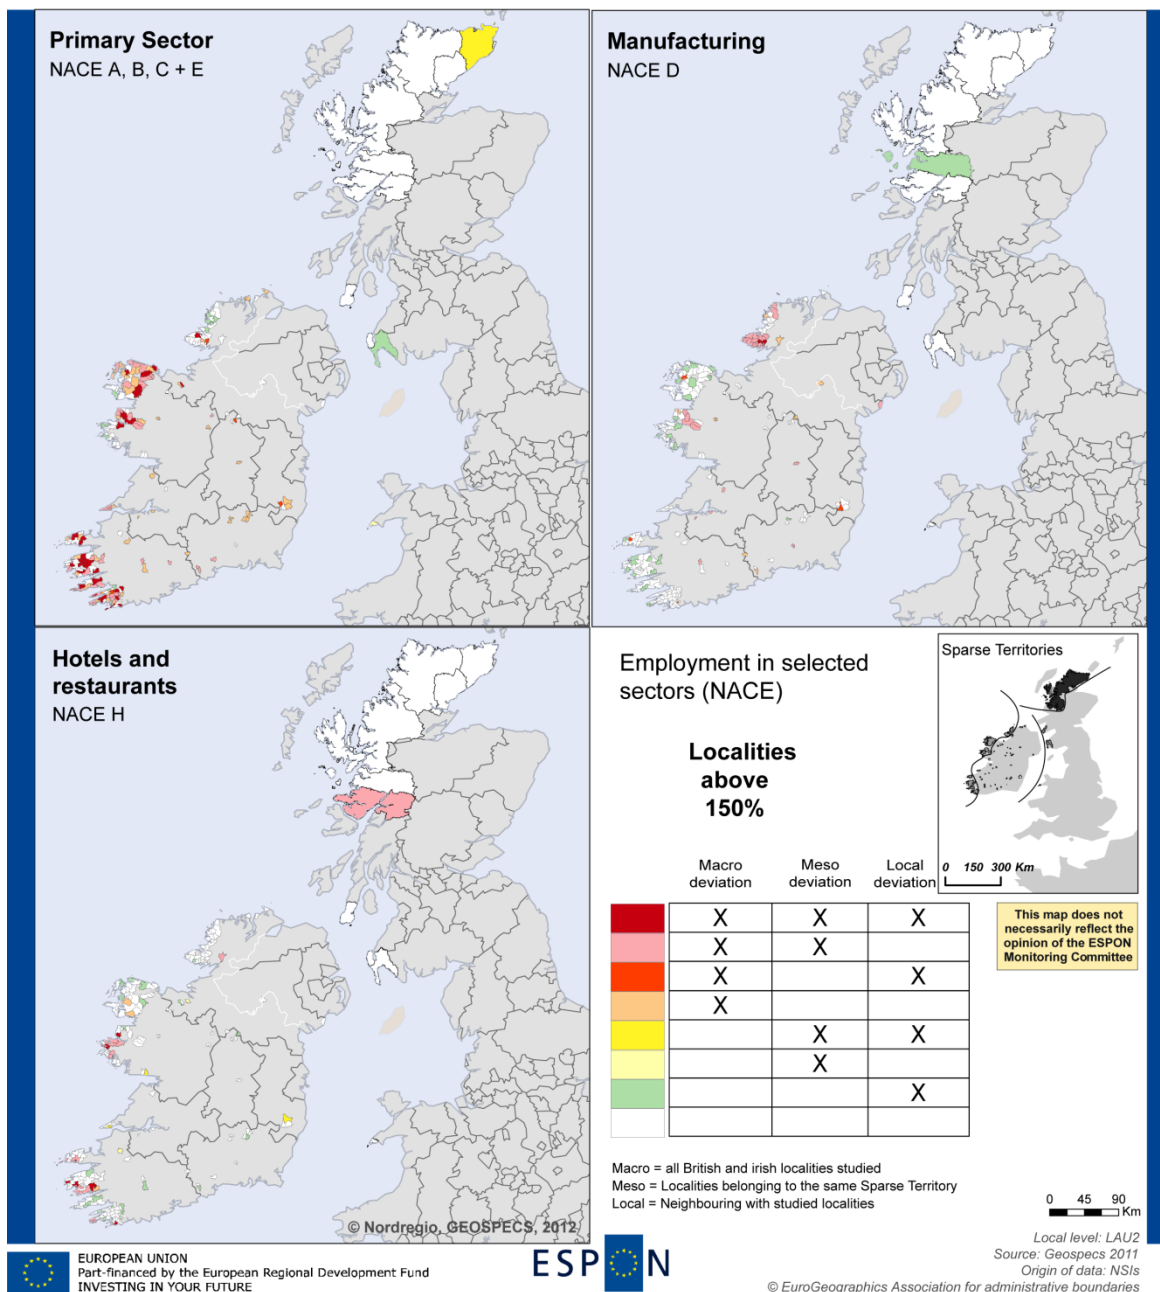 Primary Sector
NACE A, B, C + E
Manufacturing
NACE D
Hotels and
restaurants
NACE H
© Nordregio, GEOSPECS, 2012
Employment in selected
sectors (NACE)
Localities
above
150%
Sparse Territories
0 150 300 Km
Macro
deviation
Meso
deviation
Local
deviation
X X X
X X
X X
X
X X
X
X
This map does not
necessarily reflect the
opinion of the ESPON
Monitoring Committee
Macro = all British and irish localities studied
Meso = Localities belonging to the same Sparse Territory
Local = Neighbouring with studied localities
0 45 90
Km
EUROPEAN UNION
Part-financed by the European Regional Development Fund
INVESTING IN YOUR FUTURE
ESPON
Local level: LAU2
Source: Geospecs 2011
Origin of data: NSIs
© EuroGeographics Association for administrative boundaries